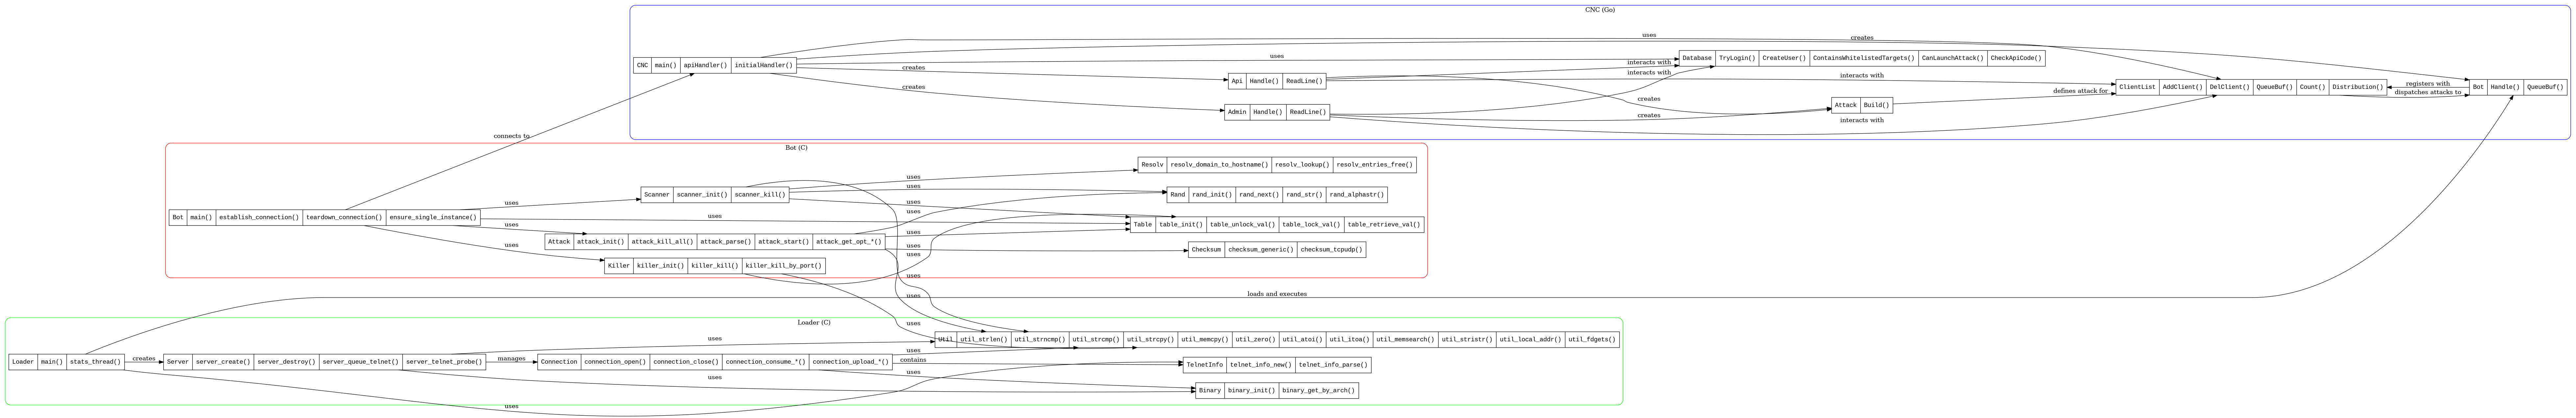 CNC (Go)
CNC main() apiHandler() initialHandler()
uses
creates
uses
creates
creates
Api Handle() ReadLine()
Admin Handle() ReadLine()
interacts with
interacts with
Database TryLogin() CreateUser() ContainsWhitelistedTargets() CanLaunchAttack() CheckApiCode()
interacts with
creates
creates
Attack Build()
interacts with
defines attack for
ClientList AddClient() DelClient() QueueBuf() Count() Distribution()
registers with
dispatches attacks to
Bot Handle() QueueBuf()
connects to
Bot (C)
Bot main() establish_connection() teardown_connection() ensure_single_instance()
uses
uses
uses
uses
Scanner scanner_init() scanner_kill()
Attack attack_init() attack_kill_all() attack_parse() attack_start() attack_get_opt_*()
Killer killer_init() killer_kill() killer_kill_by_port()
uses
uses
uses
uses
uses
uses
uses
uses
uses
uses
Resolv resolv_domain_to_hostname() resolv_lookup() resolv_entries_free()
Rand rand_init() rand_next() rand_str() rand_alphastr()
Table table_init() table_unlock_val() table_lock_val() table_retrieve_val()
Checksum checksum_generic() checksum_tcpudp()
loads and executes
Loader (C)
Loader main() stats_thread()
creates
Server server_create() server_destroy() server_queue_telnet() server_telnet_probe()
manages
uses
uses
uses
Connection connection_open() connection_close() connection_consume_*() connection_upload_*()
uses
contains
uses
Util util_strlen() util_strncmp() util_strcmp() util_strcpy() util_memcpy() util_zero() util_atoi() util_itoa() util_memsearch() util_stristr() util_local_addr() util_fdgets()
TelnetInfo telnet_info_new() telnet_info_parse()
Binary binary_init() binary_get_by_arch()